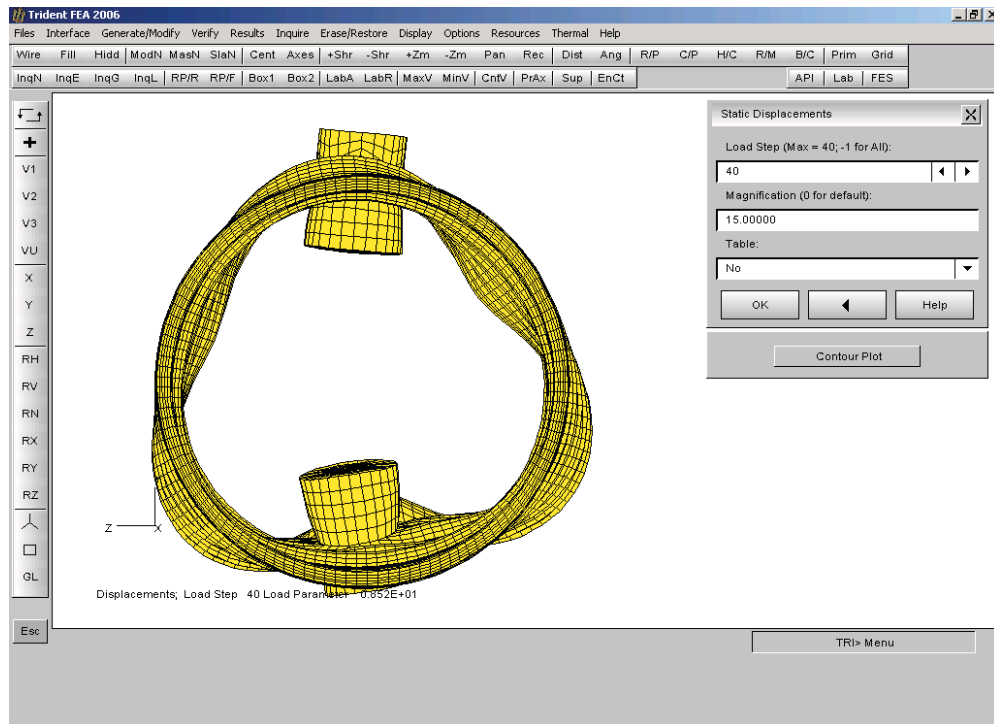 Trident FEA 2006
Files Interface Generate/Modify Verify Results Inquire Erase/Restore Display Options Resources Thermal Help
Wire Fill Hidd ModN MasN SlaN Cent Axes +Shr -Shr +Zm -Zm Pan Rec Dist Ang R/P C/P H/C R/M B/C Prim Grid
InqN InqE InqG InqL RP/R RP/F Box1 Box2 LabA LabR MaxV MinV CntV PrAx Sup EnCt API Lab FES
V1
V2
V3
VU
X
Y
Z
RH
RV
RN
RX
RY
RZ
GL
Esc
Z X
Displacements; Load Step 40 Load Parameter 0.852E+01
Static Displacements
Load Step (Max = 40; -1 for All):
40
Magnification (0 for default):
15.00000
Table:
No
OK Help
Contour Plot
TRI> Menu